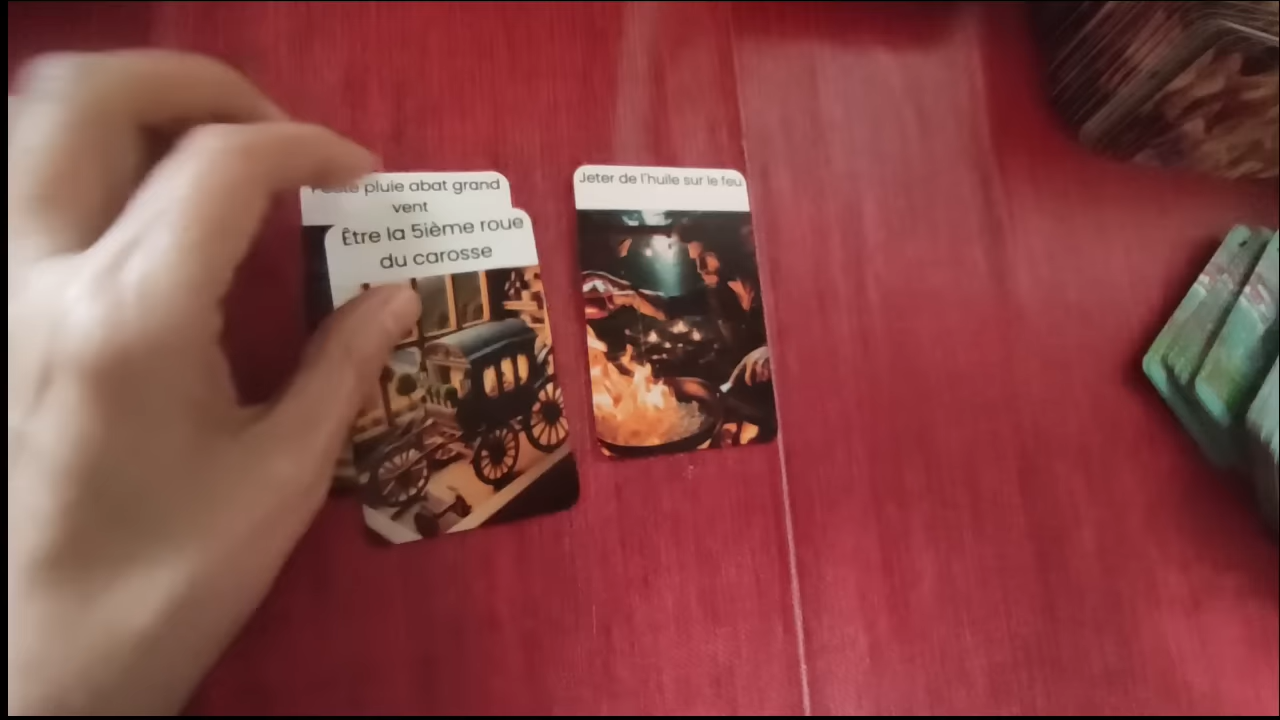 pluie abat grand
vent
Être la 5ième roue
du carosse
Jeter de l'huile sur le feu